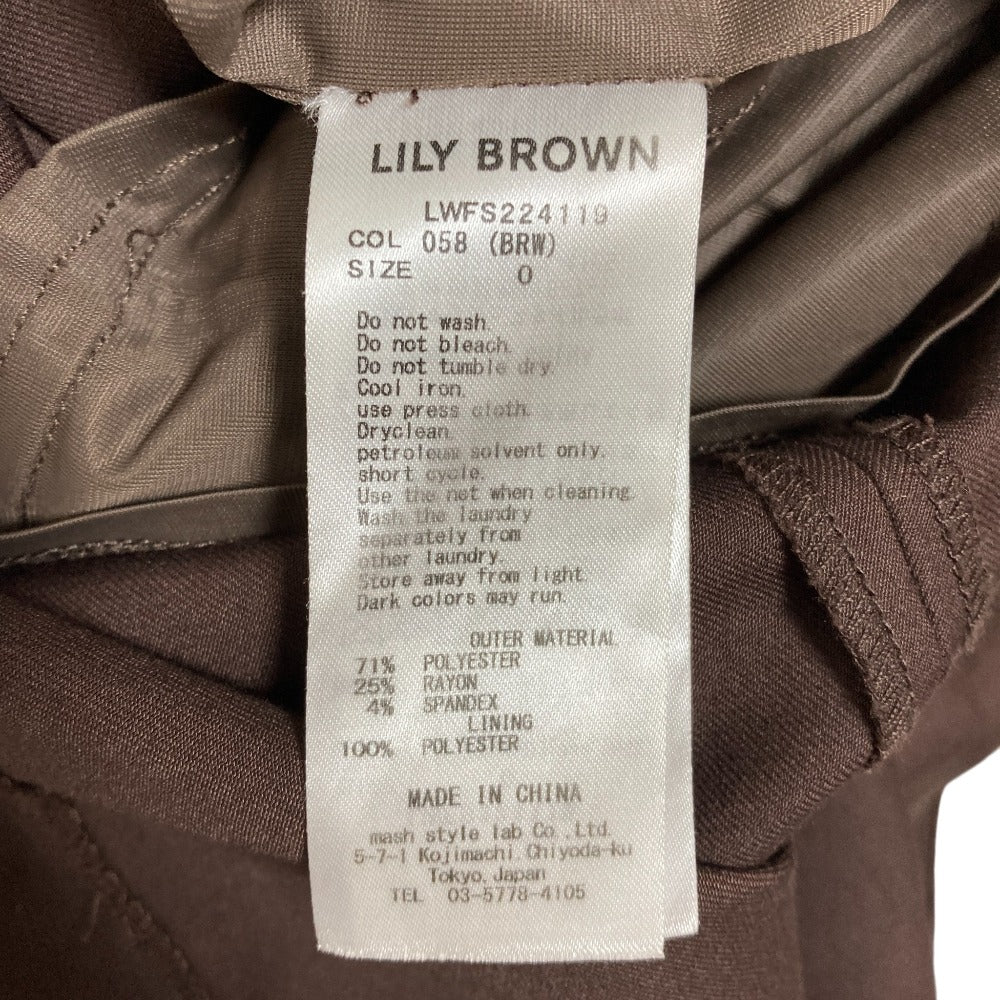 LILY BROWN
LWFS224119
COL 058 (BRW)
SIZE 0
Do not wash.
Do not bleach.
Do not tumble dry.
Cool iron.
use press cloth.
Dryclean.
petroleum solvent only.
short cycle.
Use the net when cleaning.
Wash the laundry
separately from
other laundry.
Store away from light.
Dark colors may run.
OUTER MATERIAL
71% POLYESTER
25% RAYON
4% SPANDEX
LINING
100% POLYESTER
MADE IN CHINA
mash style lab Co.,Ltd.
5-7-1 Kojimachi, Chiyoda-ku
Tokyo, Japan
TEL 03-5778-4105